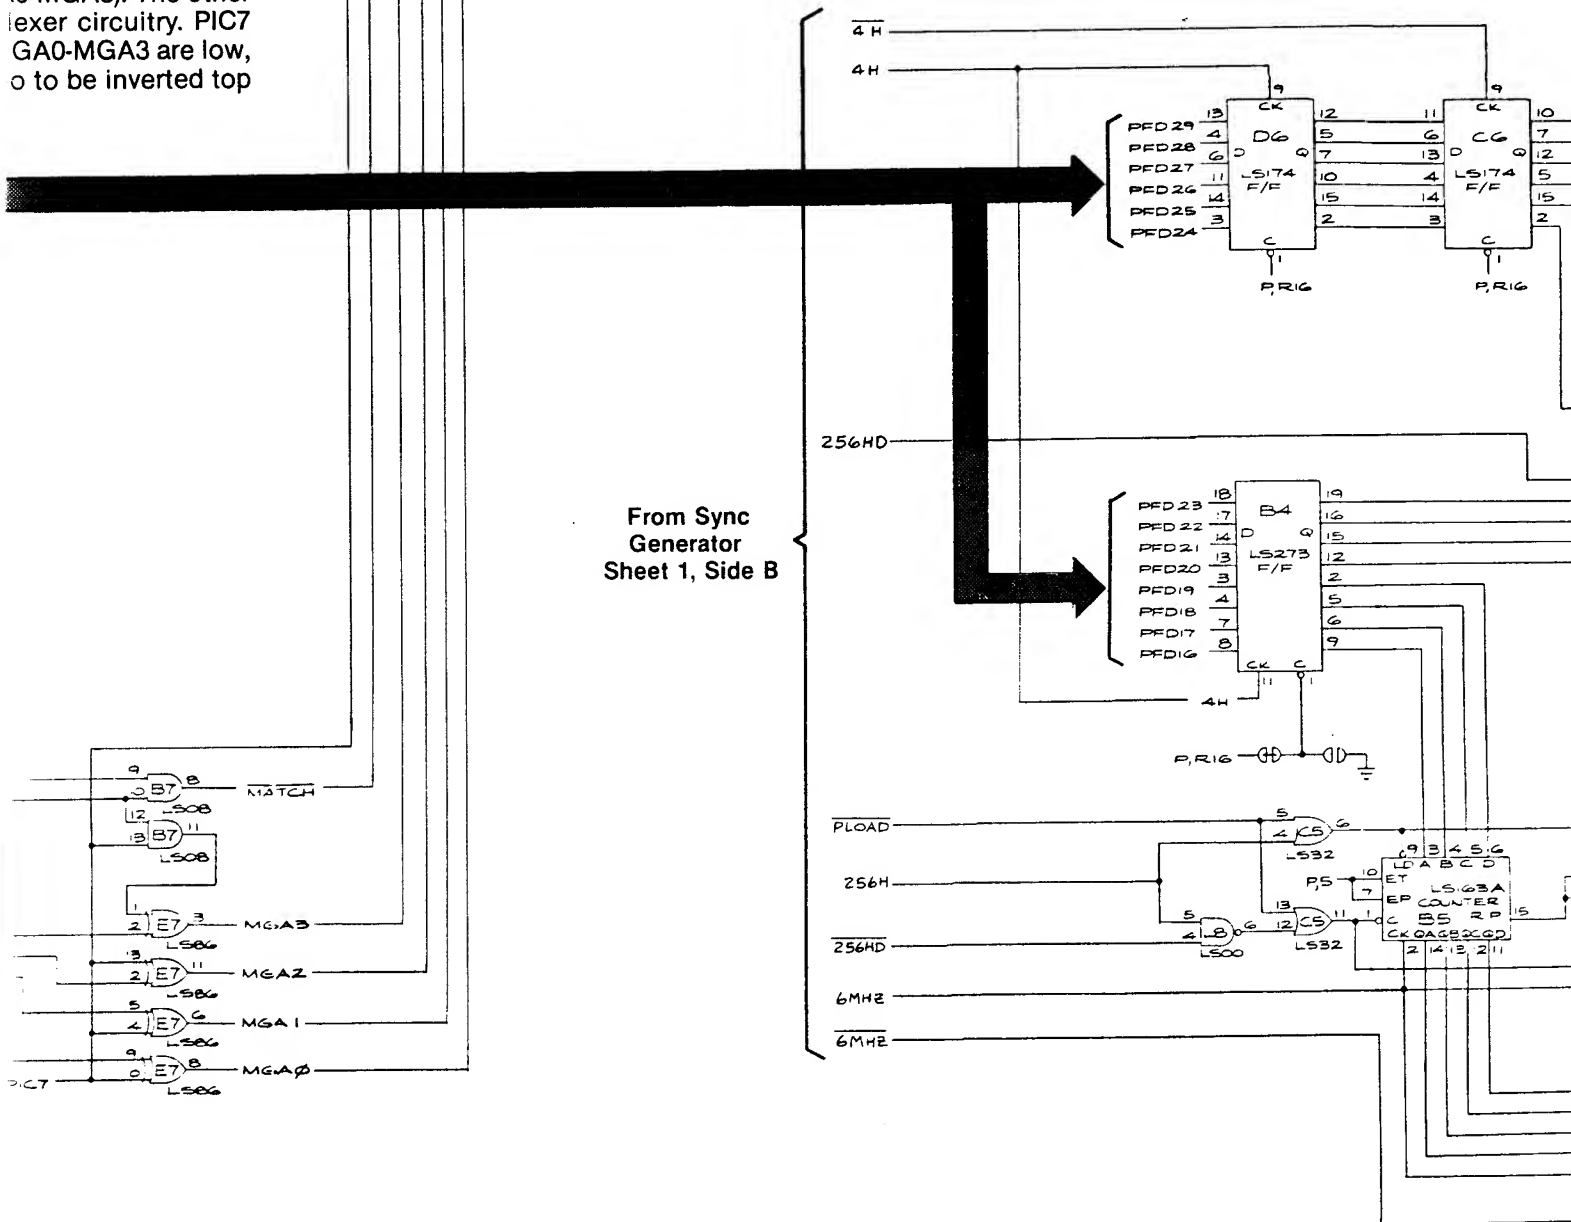 lexer circuitry. PIC7
GA0-MGA3 are low,
o to be inverted top
4H
4H
9
CK
9
CK
PFD29 13
PFD28 4
PFD27 6
PFD26 11
PFD25 14
PFD24 3
D6
D Q
LS174
F/F
C
1
P,R16
12 11
5 6
7 13
10 4
15 14
2 3
C6
D Q
LS174
F/F
C
1
P,R16
10
7
12
5
15
2
256HD
From Sync
Generator
Sheet 1, Side B
PFD23 18
PFD22 17
PFD21 14
PFD20 13
PFD19 3
PFD18 4
PFD17 7
PFD16 8
B4
D Q
LS273
F/F
CK C
11 1
19
16
15
12
2
5
6
9
4H
P,R16
9
B7 8
LS08
MATCH
12
13
B7 11
LS08
1
2
E7 3
LS86
MGA3
13
2
E7 11
LS86
MGA2
5
4
E7 6
LS86
MGA1
9
0
E7 8
LS86
MGAØ
PLOAD
5
4
C5 6
LS32
256H
5
4
6
LS00
13
12
C5 11
LS32
256HD
6MHZ
6MHZ
9 3 4 5 6
LD A B C D
P,5
10 ET
7 EP
LS163A
COUNTER
B5 RP 15
1 C
CK QA QB QC QD
2 14 13 12 11